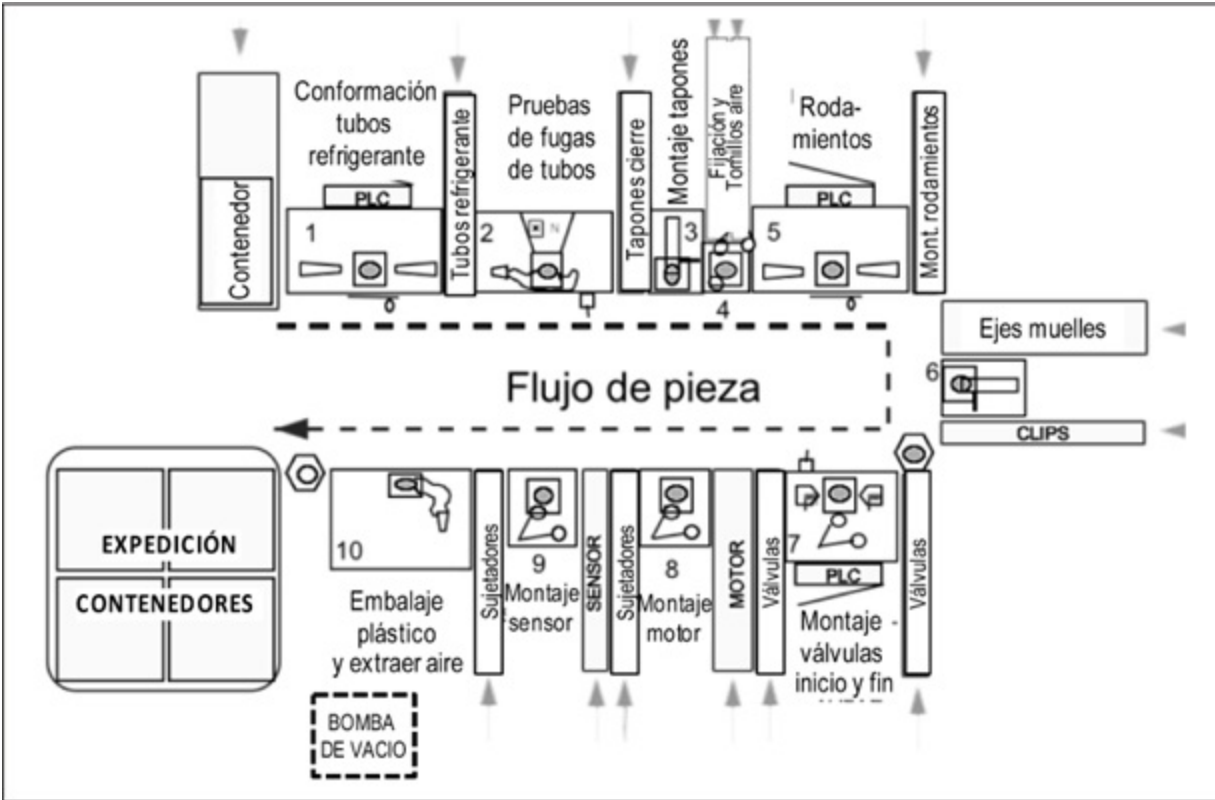 Conformación
tubos
refrigerante
PLC
1
Contenedor
Tubos refrigerante
Pruebas
de fugas
de tubos
2
N
Tapones cierre
Montaje tapones
3
Fijación y
Tornillos aire
4
Roda-
mientos
PLC
5
Mont. rodamientos
Ejes muelles
6
CLIPS
Flujo de pieza
EXPEDICIÓN
CONTENEDORES
10
Embalaje
plástico
y extraer aire
BOMBA
DE VACIO
Sujetadores
9
Montaje
sensor
SENSOR
Sujetadores
8
Montaje
motor
MOTOR
Válvulas
7
PLC
Montaje -
válvulas
inicio y fin
Válvulas